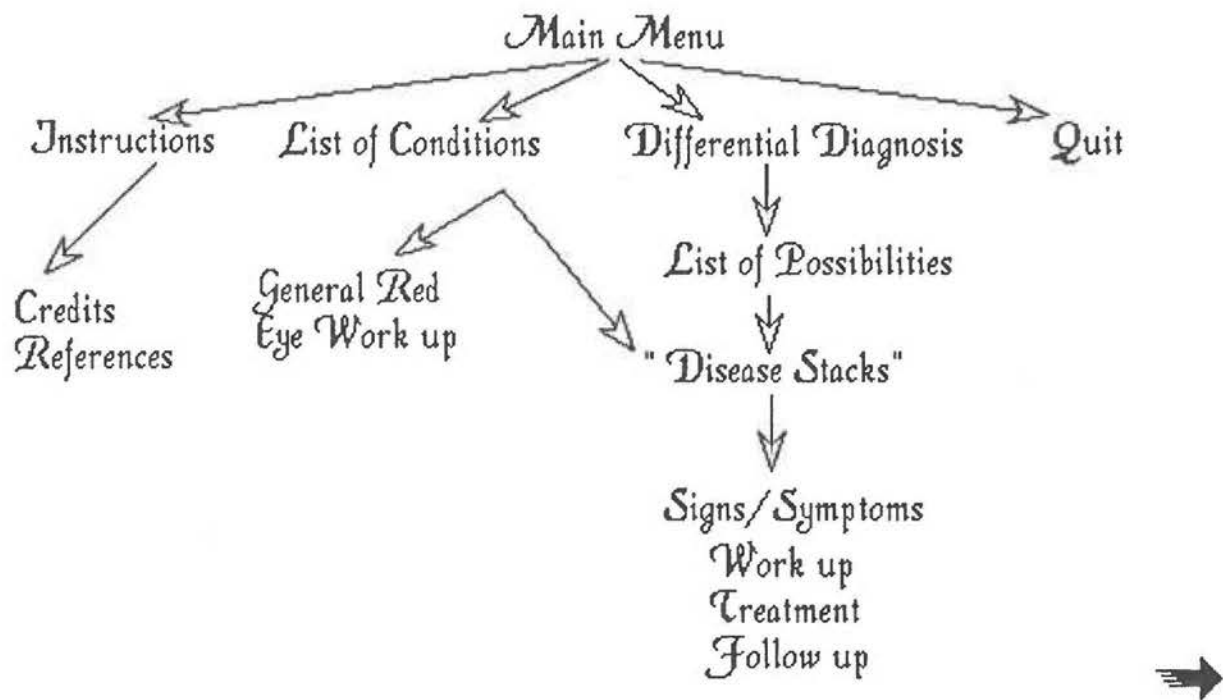 Main Menu
Instructions
List of Conditions
Differential Diagnosis
Quit
List of Possibilities
Credits
References
General Red
Eye Work up
" Disease Stacks"
Signs/Symptoms
Work up
Treatment
Follow up